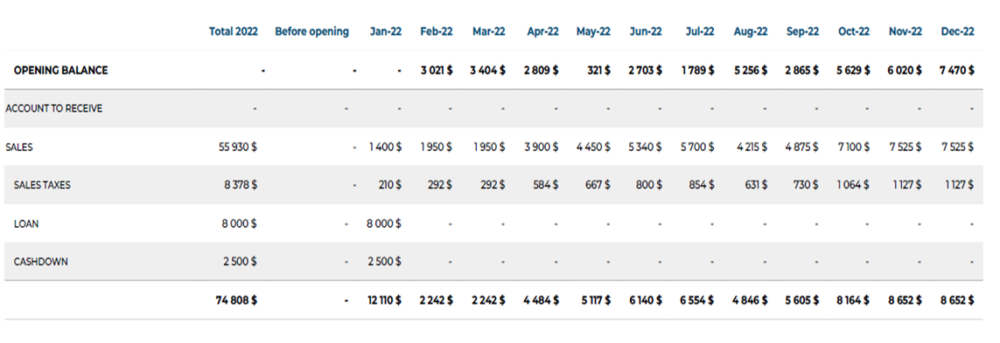 Total 2022 Before opening Jan-22 Feb-22 Mar-22 Apr-22 May-22 Jun-22 Jul-22 Aug-22 Sep-22 Oct-22 Nov-22 Dec-22
OPENING BALANCE - - - 3 021 $ 3 404 $ 2 809 $ 321 $ 2 703 $ 1 789 $ 5 256 $ 2 865 $ 5 629 $ 6 020 $ 7 470 $
ACCOUNT TO RECEIVE - - - - - - - - - - - - - -
SALES 55 930 $ - 1 400 $ 1 950 $ 1 950 $ 3 900 $ 4 450 $ 5 340 $ 5 700 $ 4 215 $ 4 875 $ 7 100 $ 7 525 $ 7 525 $
SALES TAXES 8 378 $ - 210 $ 292 $ 292 $ 584 $ 667 $ 800 $ 854 $ 631 $ 730 $ 1 064 $ 1 127 $ 1 127 $
LOAN 8 000 $ - 8 000 $ - - - - - - - - - - -
CASHDOWN 2 500 $ - 2 500 $ - - - - - - - - - - -
74 808 $ - 12 110 $ 2 242 $ 2 242 $ 4 484 $ 5 117 $ 6 140 $ 6 554 $ 4 846 $ 5 605 $ 8 164 $ 8 652 $ 8 652 $